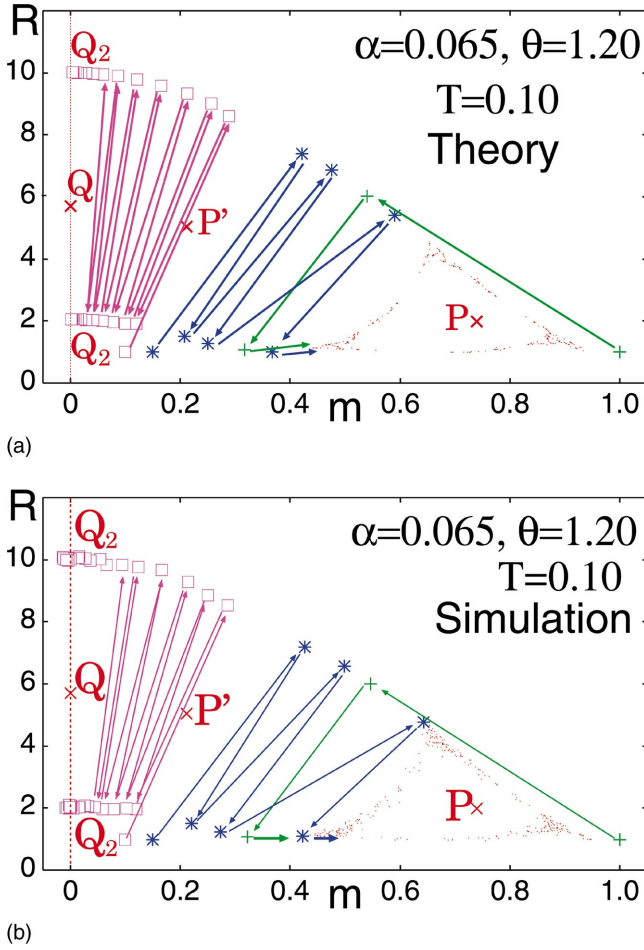 R
10
8
6
4
2
0
Q2
Q
P'
Q2
P
α=0.065, θ=1.20
T=0.10
Theory
0 0.2 0.4 m 0.6 0.8 1.0
(a)
R
10
8
6
4
2
0
Q2
Q
P'
Q2
P
α=0.065, θ=1.20
T=0.10
Simulation
0 0.2 0.4 m 0.6 0.8 1.0
(b)